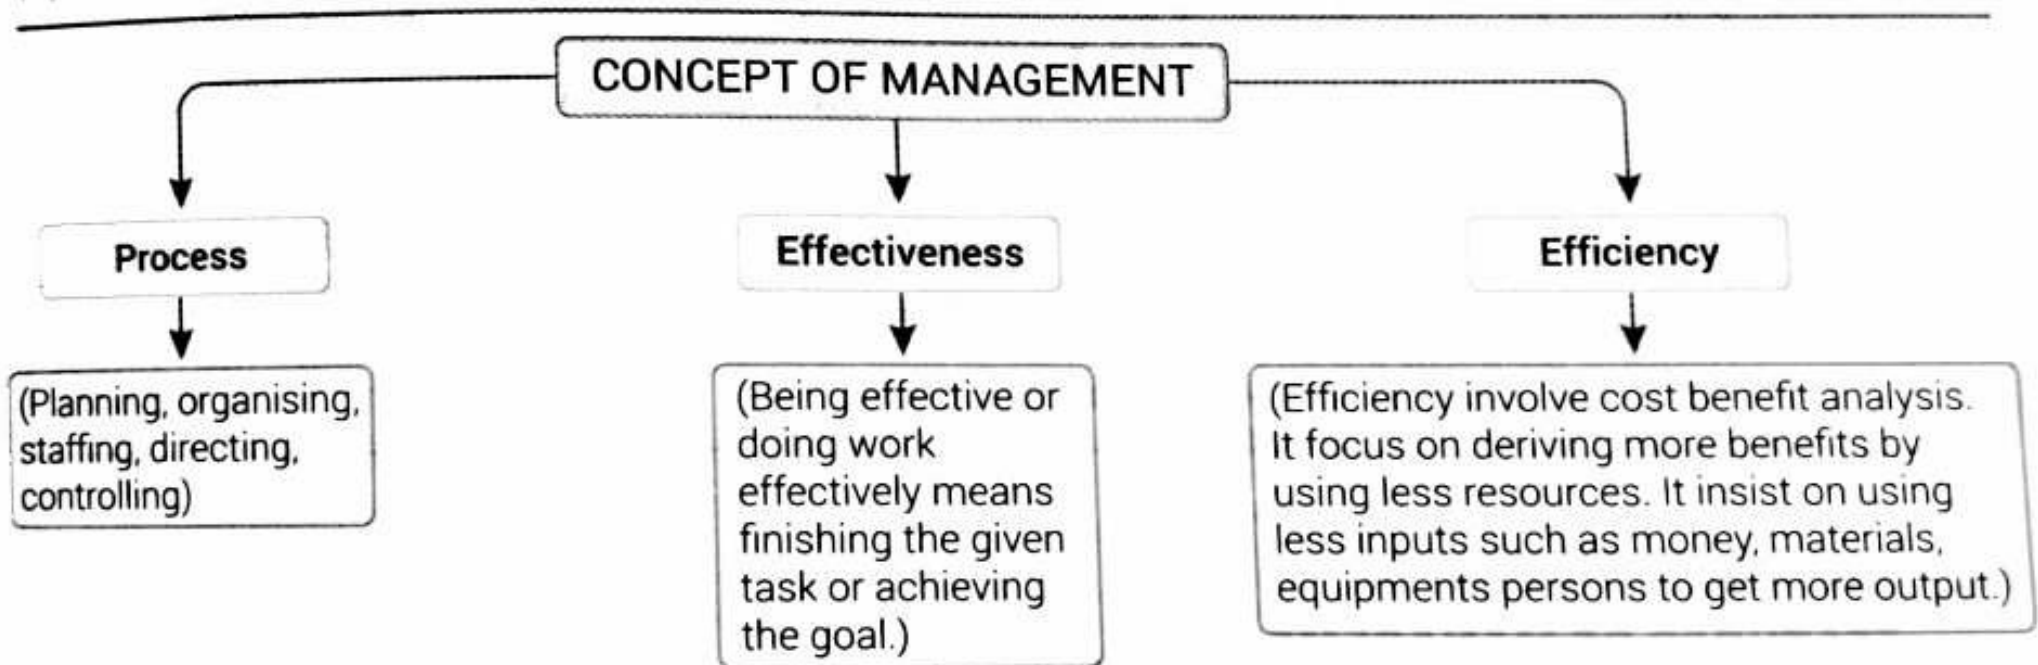 CONCEPT OF MANAGEMENT
Process
(Planning, organising,
staffing, directing,
controlling)
Effectiveness
(Being effective or
doing work
effectively means
finishing the given
task or achieving
the goal.)
Efficiency
(Efficiency involve cost benefit analysis.
It focus on deriving more benefits by
using less resources. It insist on using
less inputs such as money, materials,
equipments persons to get more output.)